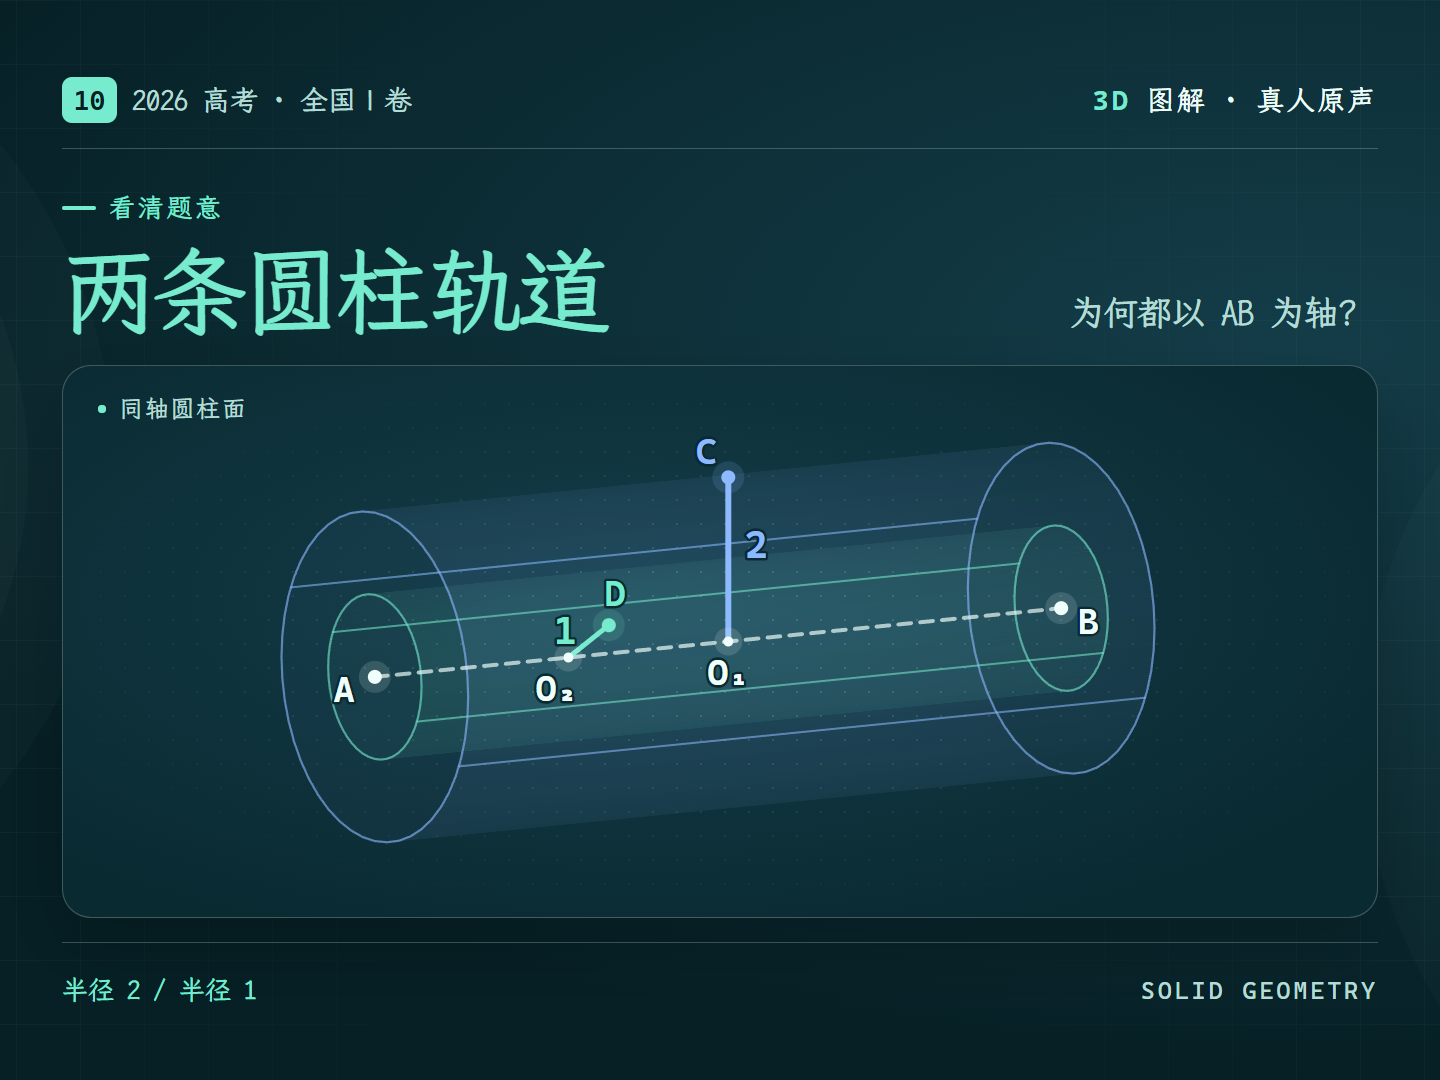 10 2026 高考 · 全国 I 卷
3D 图解 · 真人原声
看清题意
两条圆柱轨道
为何都以 AB 为轴?
同轴圆柱面
C
2
D
1
B
A
O₂
O₁
半径 2 / 半径 1
SOLID GEOMETRY